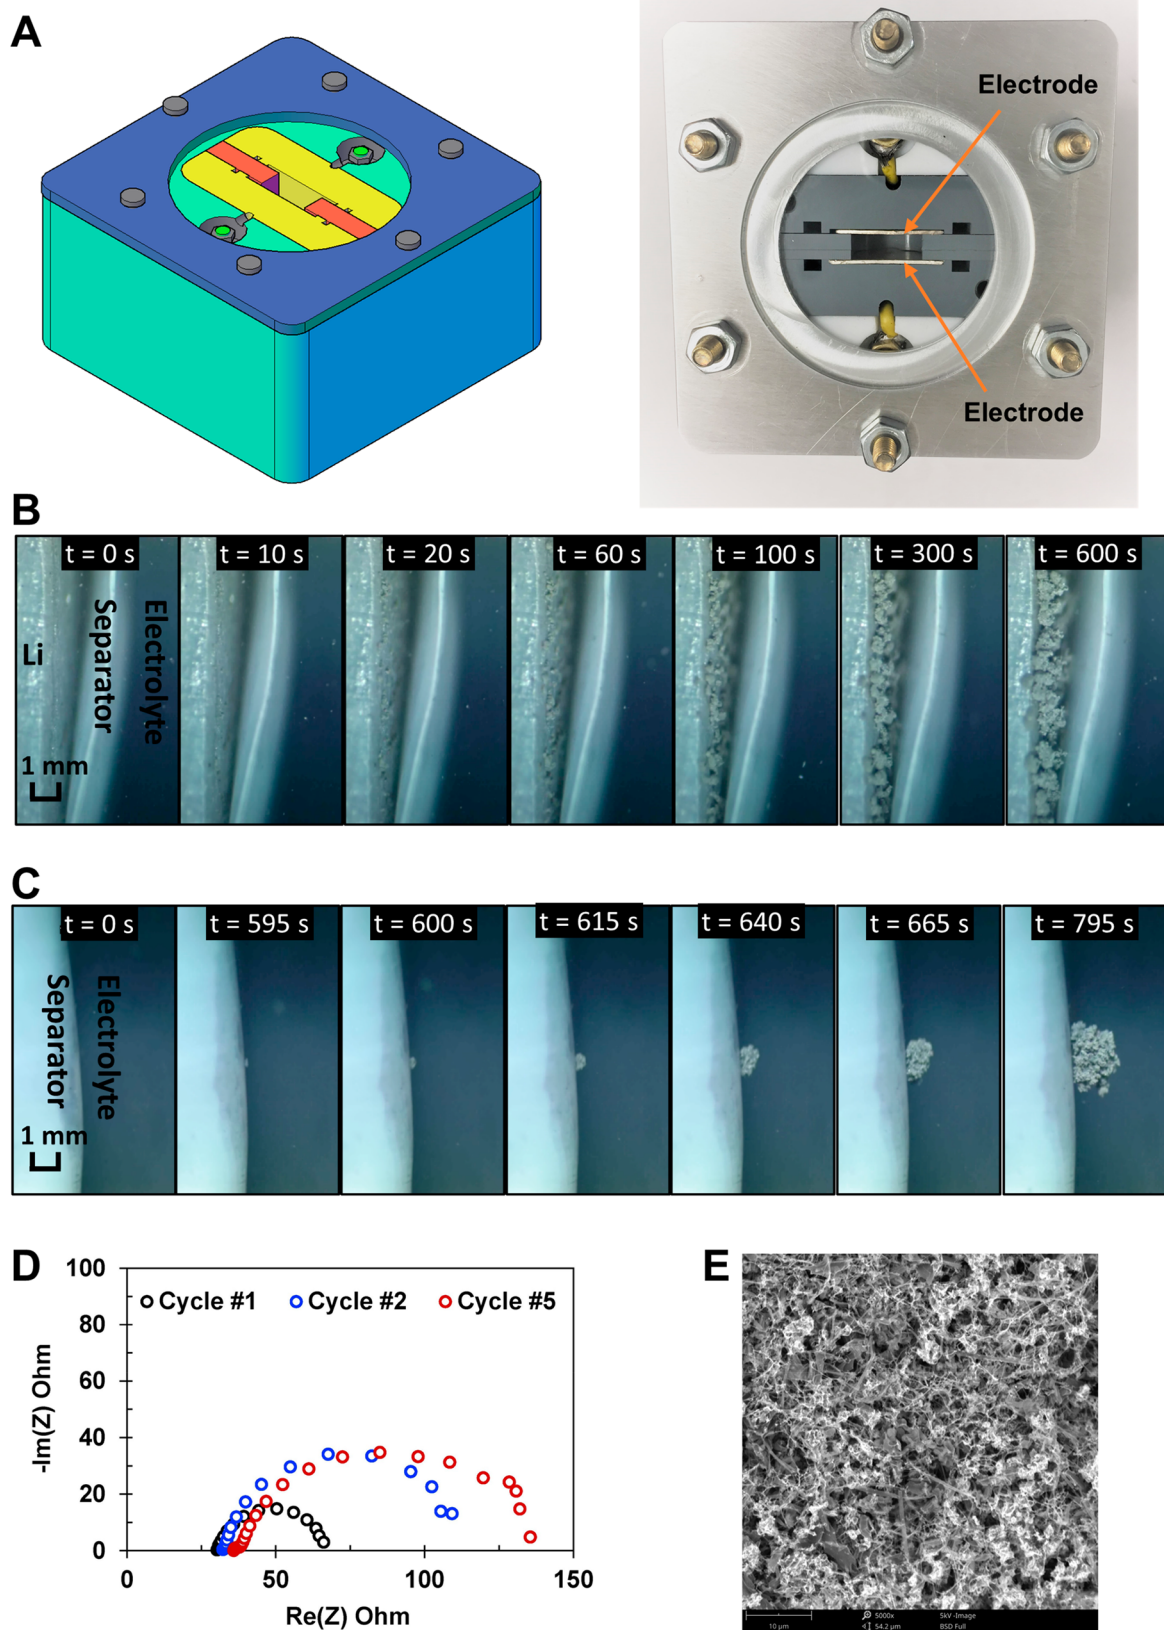 A
Electrode
Electrode
B
t = 0 s
t = 10 s
t = 20 s
t = 60 s
t = 100 s
t = 300 s
t = 600 s
Li
Separator
Electrolyte
1 mm
C
t = 0 s
t = 595 s
t = 600 s
t = 615 s
t = 640 s
t = 665 s
t = 795 s
Separator
Electrolyte
1 mm
D
100
80
60
40
20
0
-Im(Z) Ohm
Cycle #1
Cycle #2
Cycle #5
0
50
100
150
Re(Z) Ohm
E
10 µm
5000x
54.2 µm
5kV -Image
BSD Full